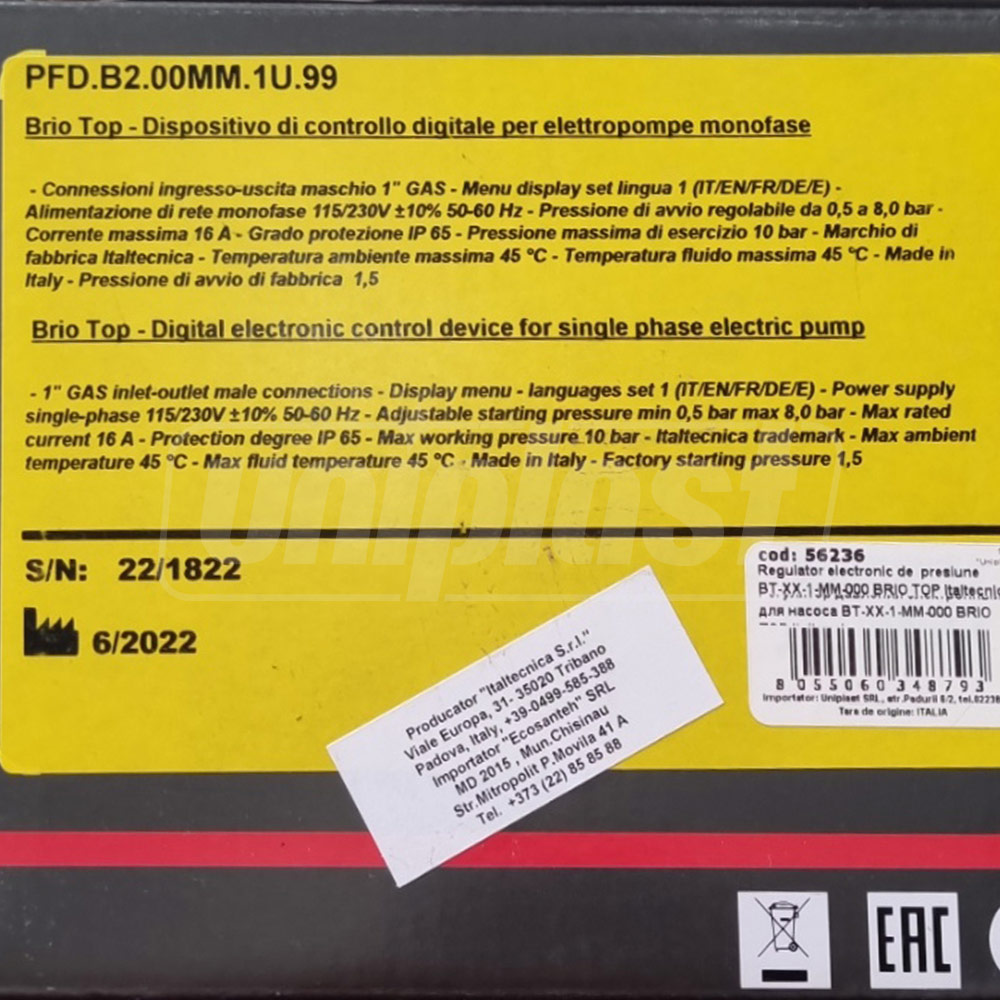 PFD.B2.00MM.1U.99
Brio Top - Dispositivo di controllo digitale per elettropompe monofase
- Connessioni ingresso-uscita maschio 1" GAS - Menu display set lingua 1 (IT/EN/FR/DE/E) -
Alimentazione di rete monofase 115/230V ±10% 50-60 Hz - Pressione di avvio regolabile da 0,5 a 8,0 bar -
Corrente massima 16 A - Grado protezione IP 65 - Pressione massima di esercizio 10 bar - Marchio di
fabbrica Italtecnica - Temperatura ambiente massima 45 °C - Temperatura fluido massima 45 °C - Made in
Italy - Pressione di avvio di fabbrica 1,5
Brio Top - Digital electronic control device for single phase electric pump
- 1" GAS inlet-outlet male connections - Display menu - languages set 1 (IT/EN/FR/DE/E) - Power supply
single-phase 115/230V ±10% 50-60 Hz - Adjustable starting pressure min 0,5 bar max 8,0 bar - Max rated
current 16 A - Protection degree IP 65 - Max working pressure 10 bar - Italtecnica trademark - Max ambient
temperature 45 °C - Max fluid temperature 45 °C - Made in Italy - Factory starting pressure 1,5
Uniplast
S/N: 22/1822
6/2022
cod: 56236
Regulator electronic de presiune
BT-XX-1-MM-000 BRIO TOP Italtecnic
для насоса BT-XX-1-MM-000 BRIO
8 055060 348793
Importator: Uniplast SRL, str.Padurii 6/2, tel.82238
Tara de origine: ITALIA
Producator "Italtecnica S.r.l."
Viale Europa, 31- 35020 Tribano
Padova, Italy, +39-0499-585-388
Importator "Ecosanteh" SRL
MD 2015 , Mun.Chisinau
Str.Mitropolit P.Movila 41 A
Tel. +373 (22) 85 85 88
EAC